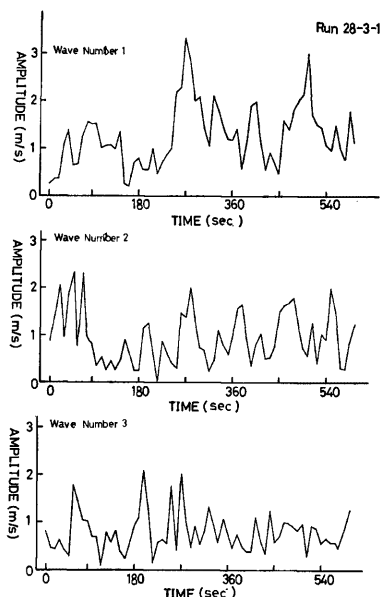 Run 28-3-1
Wave Number 1
AMPLITUDE (m/s)
3
2
1
0
0 180 360 540
TIME (sec.)
Wave Number 2
AMPLITUDE (m/s)
3
2
1
0
0 180 360 540
TIME (sec)
Wave Number 3
AMPLITUDE (m/s)
3
2
1
0
0 180 360 540
TIME (sec)